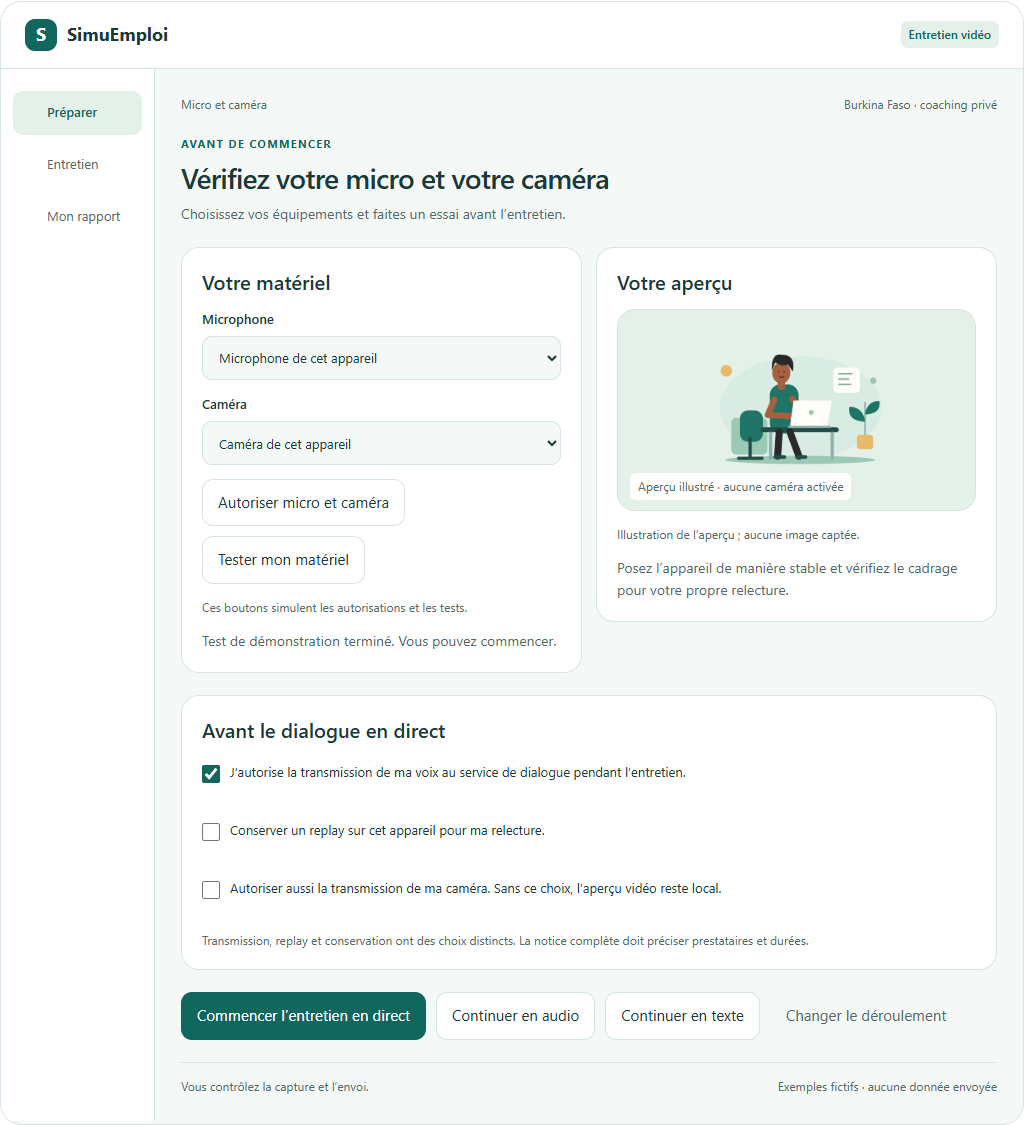 S SimuEmploi
Entretien vidéo
Préparer
Entretien
Mon rapport
Micro et caméra
Burkina Faso · coaching privé
AVANT DE COMMENCER
Vérifiez votre micro et votre caméra
Choisissez vos équipements et faites un essai avant l’entretien.
Votre matériel
Microphone
Microphone de cet appareil
Caméra
Caméra de cet appareil
Autoriser micro et caméra
Tester mon matériel
Ces boutons simulent les autorisations et les tests.
Test de démonstration terminé. Vous pouvez commencer.
Votre aperçu
Aperçu illustré · aucune caméra activée
Illustration de l’aperçu ; aucune image captée.
Posez l’appareil de manière stable et vérifiez le cadrage
pour votre propre relecture.
Avant le dialogue en direct
J’autorise la transmission de ma voix au service de dialogue pendant l’entretien.
Conserver un replay sur cet appareil pour ma relecture.
Autoriser aussi la transmission de ma caméra. Sans ce choix, l’aperçu vidéo reste local.
Transmission, replay et conservation ont des choix distincts. La notice complète doit préciser prestataires et durées.
Commencer l’entretien en direct
Continuer en audio
Continuer en texte
Changer le déroulement
Vous contrôlez la capture et l’envoi.
Exemples fictifs · aucune donnée envoyée